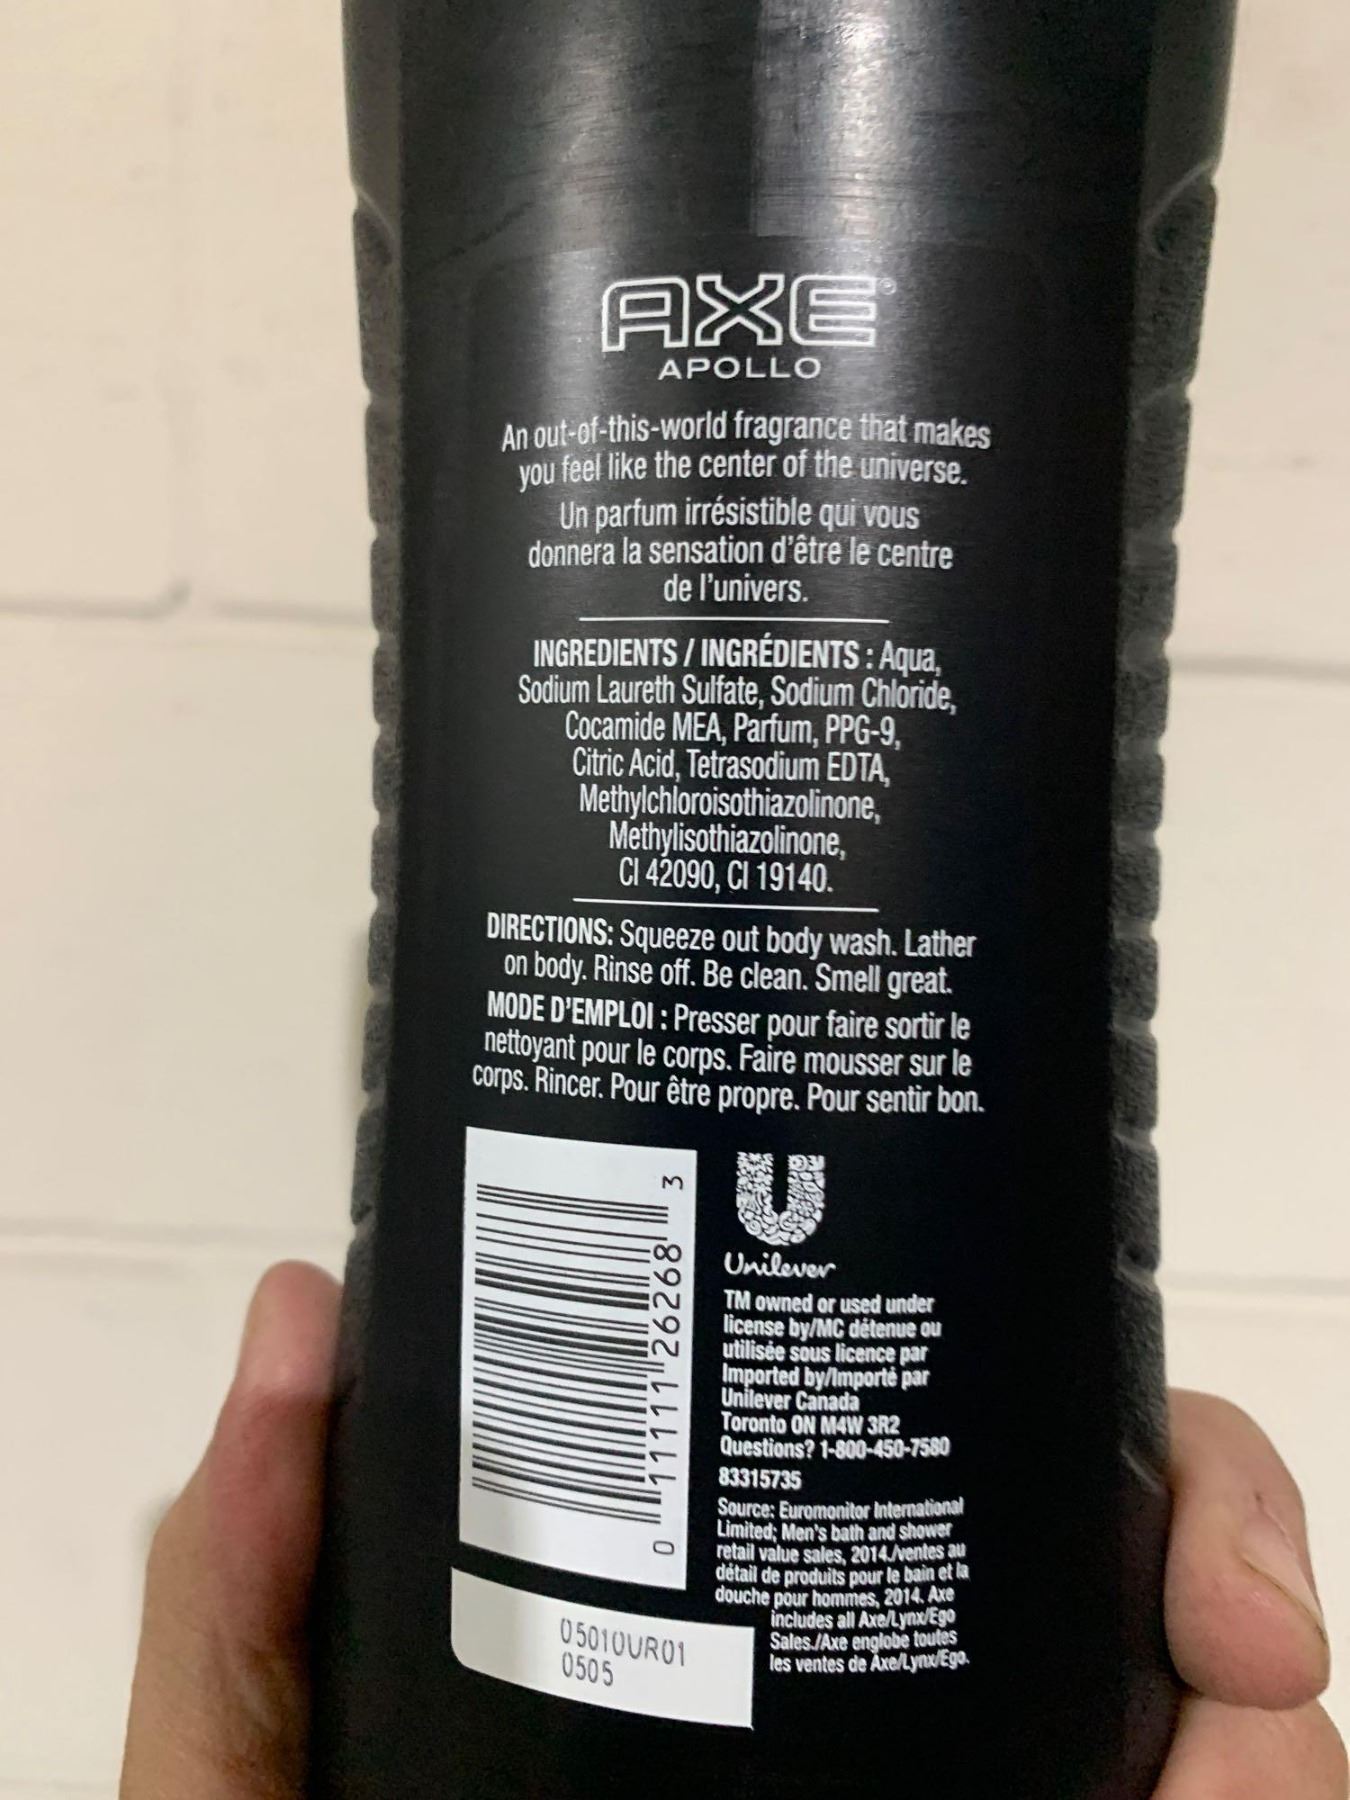 AXE®
APOLLO
An out-of-this-world fragrance that makes
you feel like the center of the universe.
Un parfum irrésistible qui vous
donnera la sensation d'être le centre
de l'univers.
INGREDIENTS / INGRÉDIENTS : Aqua,
Sodium Laureth Sulfate, Sodium Chloride,
Cocamide MEA, Parfum, PPG-9,
Citric Acid, Tetrasodium EDTA,
Methylchloroisothiazolinone,
Methylisothiazolinone,
CI 42090, CI 19140.
DIRECTIONS: Squeeze out body wash. Lather
on body. Rinse off. Be clean. Smell great.
MODE D'EMPLOI : Presser pour faire sortir le
nettoyant pour le corps. Faire mousser sur le
corps. Rincer. Pour être propre. Pour sentir bon.
0 11111 26268 3
Unilever
TM owned or used under
license by/MC détenue ou
utilisée sous licence par
Imported by/Importé par
Unilever Canada
Toronto ON M4W 3R2
Questions? 1-800-450-7580
83315735
Source: Euromonitor International
Limited; Men's bath and shower
retail value sales, 2014./ventes au
détail de produits pour le bain et la
douche pour hommes, 2014. Axe
includes all Axe/Lynx/Ego
Sales./Axe englobe toutes
les ventes de Axe/Lynx/Ego.
05010UR01
0505